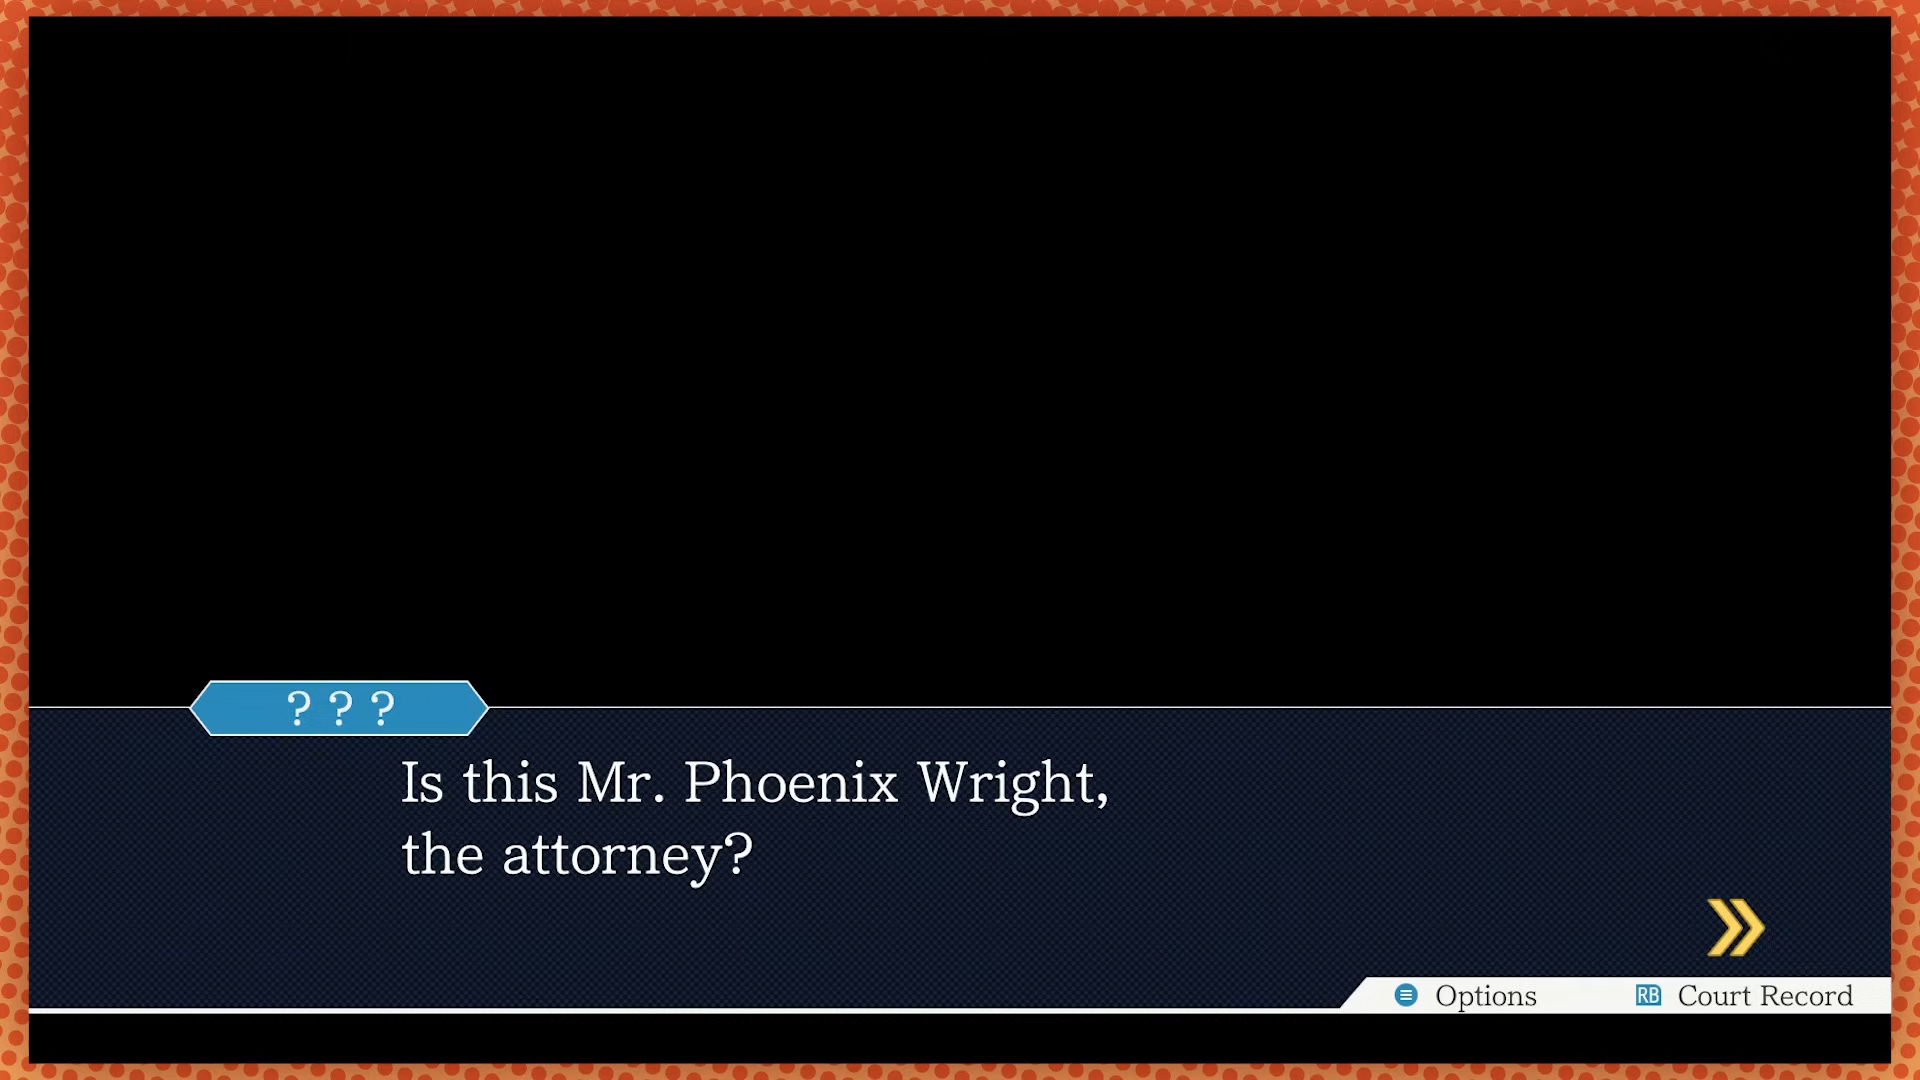 ? ? ?
Is this Mr. Phoenix Wright,
the attorney?
Options
RB Court Record